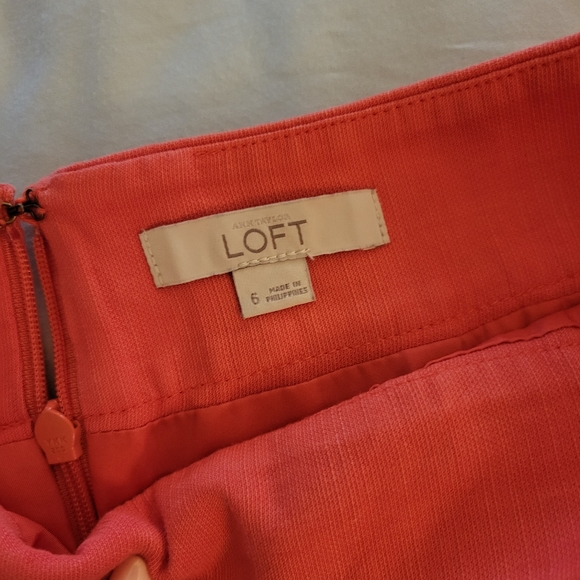 ANN TAYLOR
LOFT
6 MADE IN
PHILIPPINES